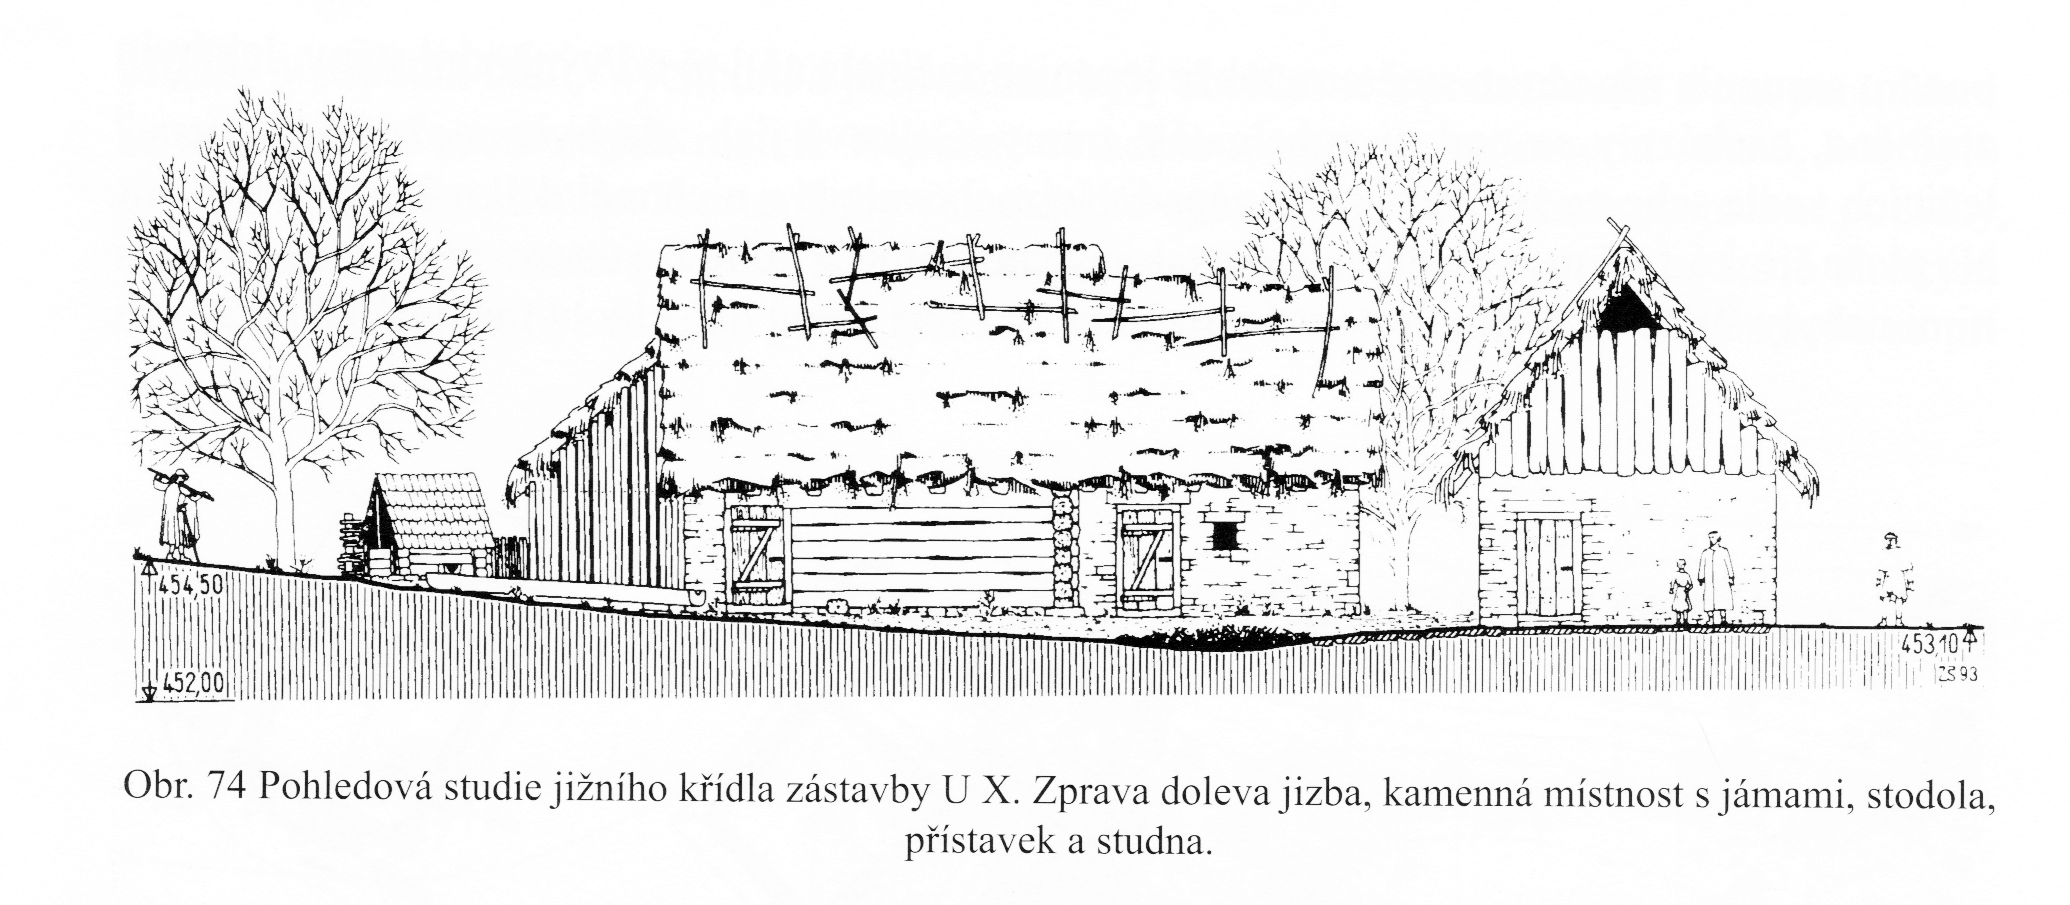 454,50
452,00
453,10
ZŠ 93
Obr. 74 Pohledová studie jižního křídla zástavby U X. Zprava doleva jizba, kamenná místnost s jámami, stodola,
přístavek a studna.